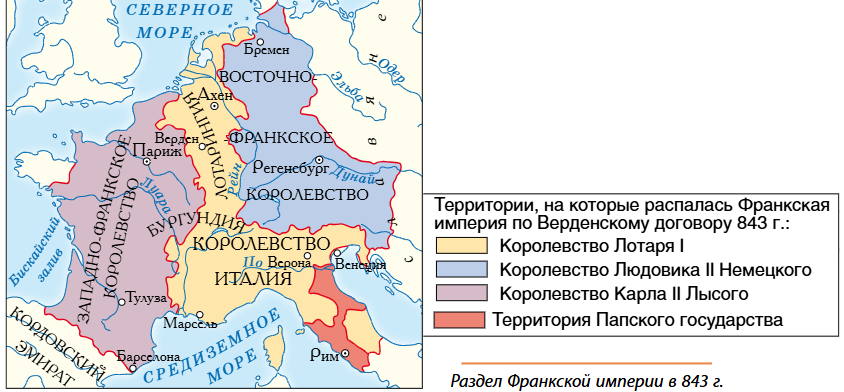 СЕВЕРНОЕ
МОРЕ
Бремен
ВОСТОЧНО-
Одер
Эльба
вяне
Ахен
ЛОТАРИНГИЯ
Верден
ФРАНКСКОЕ
Париж
Рейн
Регенсбург
Дунай
КОРОЛЕВСТВО
Луара
ЗАПАДНО-ФРАНКСКОЕ
КОРОЛЕВСТВО
БУРГУНДИЯ
КОРОЛЕВСТВО
Бискайский
залив
По
Верона
Венеция
ИТАЛИЯ
Тулуза
Марсель
КОРДОВСКИЙ
ЭМИРАТ
Барселона
СРЕДИЗЕМНОЕ
МОРЕ
Рим
Территории, на которые распалась Франкская
империя по Верденскому договору 843 г.:
Королевство Лотаря I
Королевство Людовика II Немецкого
Королевство Карла II Лысого
Территория Папского государства
Раздел Франкской империи в 843 г.